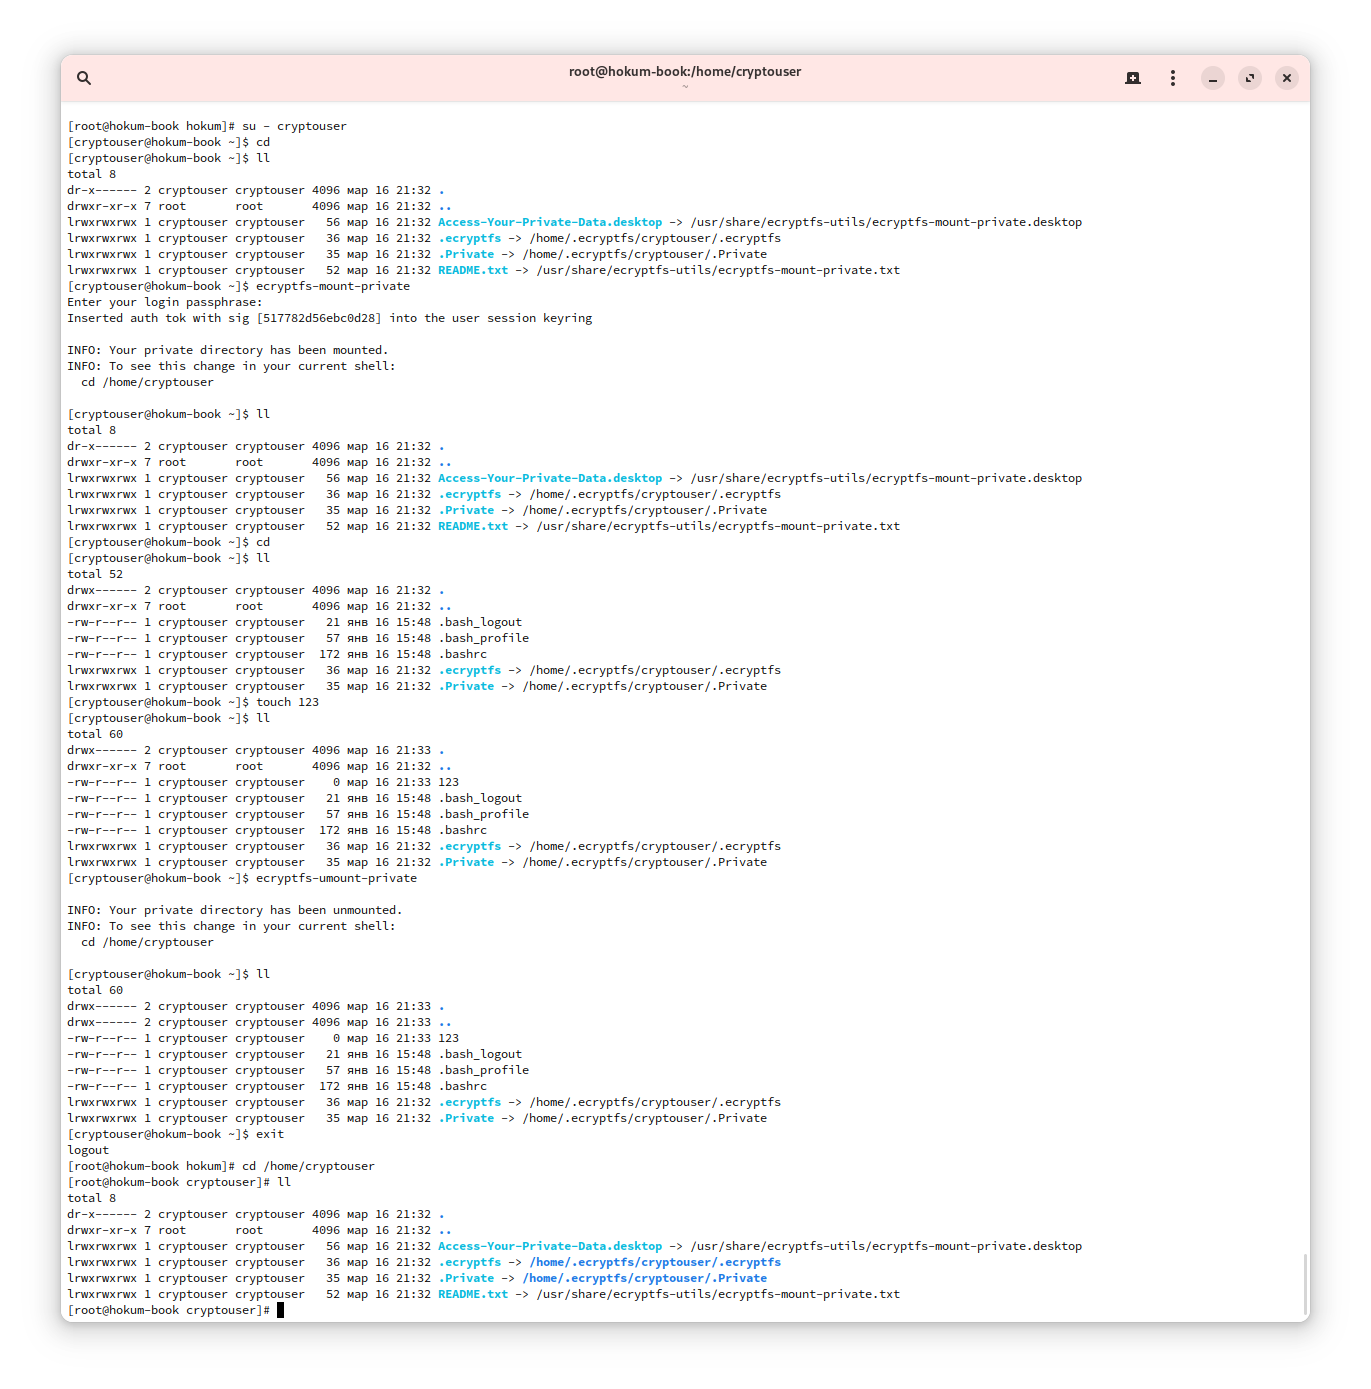 root@hokum-book:/home/cryptouser
~
[root@hokum-book hokum]# su - cryptouser
[cryptouser@hokum-book ~]$ cd
[cryptouser@hokum-book ~]$ ll
total 8
dr-x------ 2 cryptouser cryptouser 4096 мар 16 21:32 .
drwxr-xr-x 7 root       root       4096 мар 16 21:32 ..
lrwxrwxrwx 1 cryptouser cryptouser   56 мар 16 21:32 Access-Your-Private-Data.desktop -> /usr/share/ecryptfs-utils/ecryptfs-mount-private.desktop
lrwxrwxrwx 1 cryptouser cryptouser   36 мар 16 21:32 .ecryptfs -> /home/.ecryptfs/cryptouser/.ecryptfs
lrwxrwxrwx 1 cryptouser cryptouser   35 мар 16 21:32 .Private -> /home/.ecryptfs/cryptouser/.Private
lrwxrwxrwx 1 cryptouser cryptouser   52 мар 16 21:32 README.txt -> /usr/share/ecryptfs-utils/ecryptfs-mount-private.txt
[cryptouser@hokum-book ~]$ ecryptfs-mount-private
Enter your login passphrase:
Inserted auth tok with sig [517782d56ebc0d28] into the user session keyring

INFO: Your private directory has been mounted.
INFO: To see this change in your current shell:
  cd /home/cryptouser

[cryptouser@hokum-book ~]$ ll
total 8
dr-x------ 2 cryptouser cryptouser 4096 мар 16 21:32 .
drwxr-xr-x 7 root       root       4096 мар 16 21:32 ..
lrwxrwxrwx 1 cryptouser cryptouser   56 мар 16 21:32 Access-Your-Private-Data.desktop -> /usr/share/ecryptfs-utils/ecryptfs-mount-private.desktop
lrwxrwxrwx 1 cryptouser cryptouser   36 мар 16 21:32 .ecryptfs -> /home/.ecryptfs/cryptouser/.ecryptfs
lrwxrwxrwx 1 cryptouser cryptouser   35 мар 16 21:32 .Private -> /home/.ecryptfs/cryptouser/.Private
lrwxrwxrwx 1 cryptouser cryptouser   52 мар 16 21:32 README.txt -> /usr/share/ecryptfs-utils/ecryptfs-mount-private.txt
[cryptouser@hokum-book ~]$ cd
[cryptouser@hokum-book ~]$ ll
total 52
drwx------ 2 cryptouser cryptouser 4096 мар 16 21:32 .
drwxr-xr-x 7 root       root       4096 мар 16 21:32 ..
-rw-r--r-- 1 cryptouser cryptouser   21 янв 16 15:48 .bash_logout
-rw-r--r-- 1 cryptouser cryptouser   57 янв 16 15:48 .bash_profile
-rw-r--r-- 1 cryptouser cryptouser  172 янв 16 15:48 .bashrc
lrwxrwxrwx 1 cryptouser cryptouser   36 мар 16 21:32 .ecryptfs -> /home/.ecryptfs/cryptouser/.ecryptfs
lrwxrwxrwx 1 cryptouser cryptouser   35 мар 16 21:32 .Private -> /home/.ecryptfs/cryptouser/.Private
[cryptouser@hokum-book ~]$ touch 123
[cryptouser@hokum-book ~]$ ll
total 60
drwx------ 2 cryptouser cryptouser 4096 мар 16 21:33 .
drwxr-xr-x 7 root       root       4096 мар 16 21:32 ..
-rw-r--r-- 1 cryptouser cryptouser    0 мар 16 21:33 123
-rw-r--r-- 1 cryptouser cryptouser   21 янв 16 15:48 .bash_logout
-rw-r--r-- 1 cryptouser cryptouser   57 янв 16 15:48 .bash_profile
-rw-r--r-- 1 cryptouser cryptouser  172 янв 16 15:48 .bashrc
lrwxrwxrwx 1 cryptouser cryptouser   36 мар 16 21:32 .ecryptfs -> /home/.ecryptfs/cryptouser/.ecryptfs
lrwxrwxrwx 1 cryptouser cryptouser   35 мар 16 21:32 .Private -> /home/.ecryptfs/cryptouser/.Private
[cryptouser@hokum-book ~]$ ecryptfs-umount-private

INFO: Your private directory has been unmounted.
INFO: To see this change in your current shell:
  cd /home/cryptouser

[cryptouser@hokum-book ~]$ ll
total 60
drwx------ 2 cryptouser cryptouser 4096 мар 16 21:33 .
drwx------ 2 cryptouser cryptouser 4096 мар 16 21:33 ..
-rw-r--r-- 1 cryptouser cryptouser    0 мар 16 21:33 123
-rw-r--r-- 1 cryptouser cryptouser   21 янв 16 15:48 .bash_logout
-rw-r--r-- 1 cryptouser cryptouser   57 янв 16 15:48 .bash_profile
-rw-r--r-- 1 cryptouser cryptouser  172 янв 16 15:48 .bashrc
lrwxrwxrwx 1 cryptouser cryptouser   36 мар 16 21:32 .ecryptfs -> /home/.ecryptfs/cryptouser/.ecryptfs
lrwxrwxrwx 1 cryptouser cryptouser   35 мар 16 21:32 .Private -> /home/.ecryptfs/cryptouser/.Private
[cryptouser@hokum-book ~]$ exit
logout
[root@hokum-book hokum]# cd /home/cryptouser
[root@hokum-book cryptouser]# ll
total 8
dr-x------ 2 cryptouser cryptouser 4096 мар 16 21:32 .
drwxr-xr-x 7 root       root       4096 мар 16 21:32 ..
lrwxrwxrwx 1 cryptouser cryptouser   56 мар 16 21:32 Access-Your-Private-Data.desktop -> /usr/share/ecryptfs-utils/ecryptfs-mount-private.desktop
lrwxrwxrwx 1 cryptouser cryptouser   36 мар 16 21:32 .ecryptfs -> /home/.ecryptfs/cryptouser/.ecryptfs
lrwxrwxrwx 1 cryptouser cryptouser   35 мар 16 21:32 .Private -> /home/.ecryptfs/cryptouser/.Private
lrwxrwxrwx 1 cryptouser cryptouser   52 мар 16 21:32 README.txt -> /usr/share/ecryptfs-utils/ecryptfs-mount-private.txt
[root@hokum-book cryptouser]#